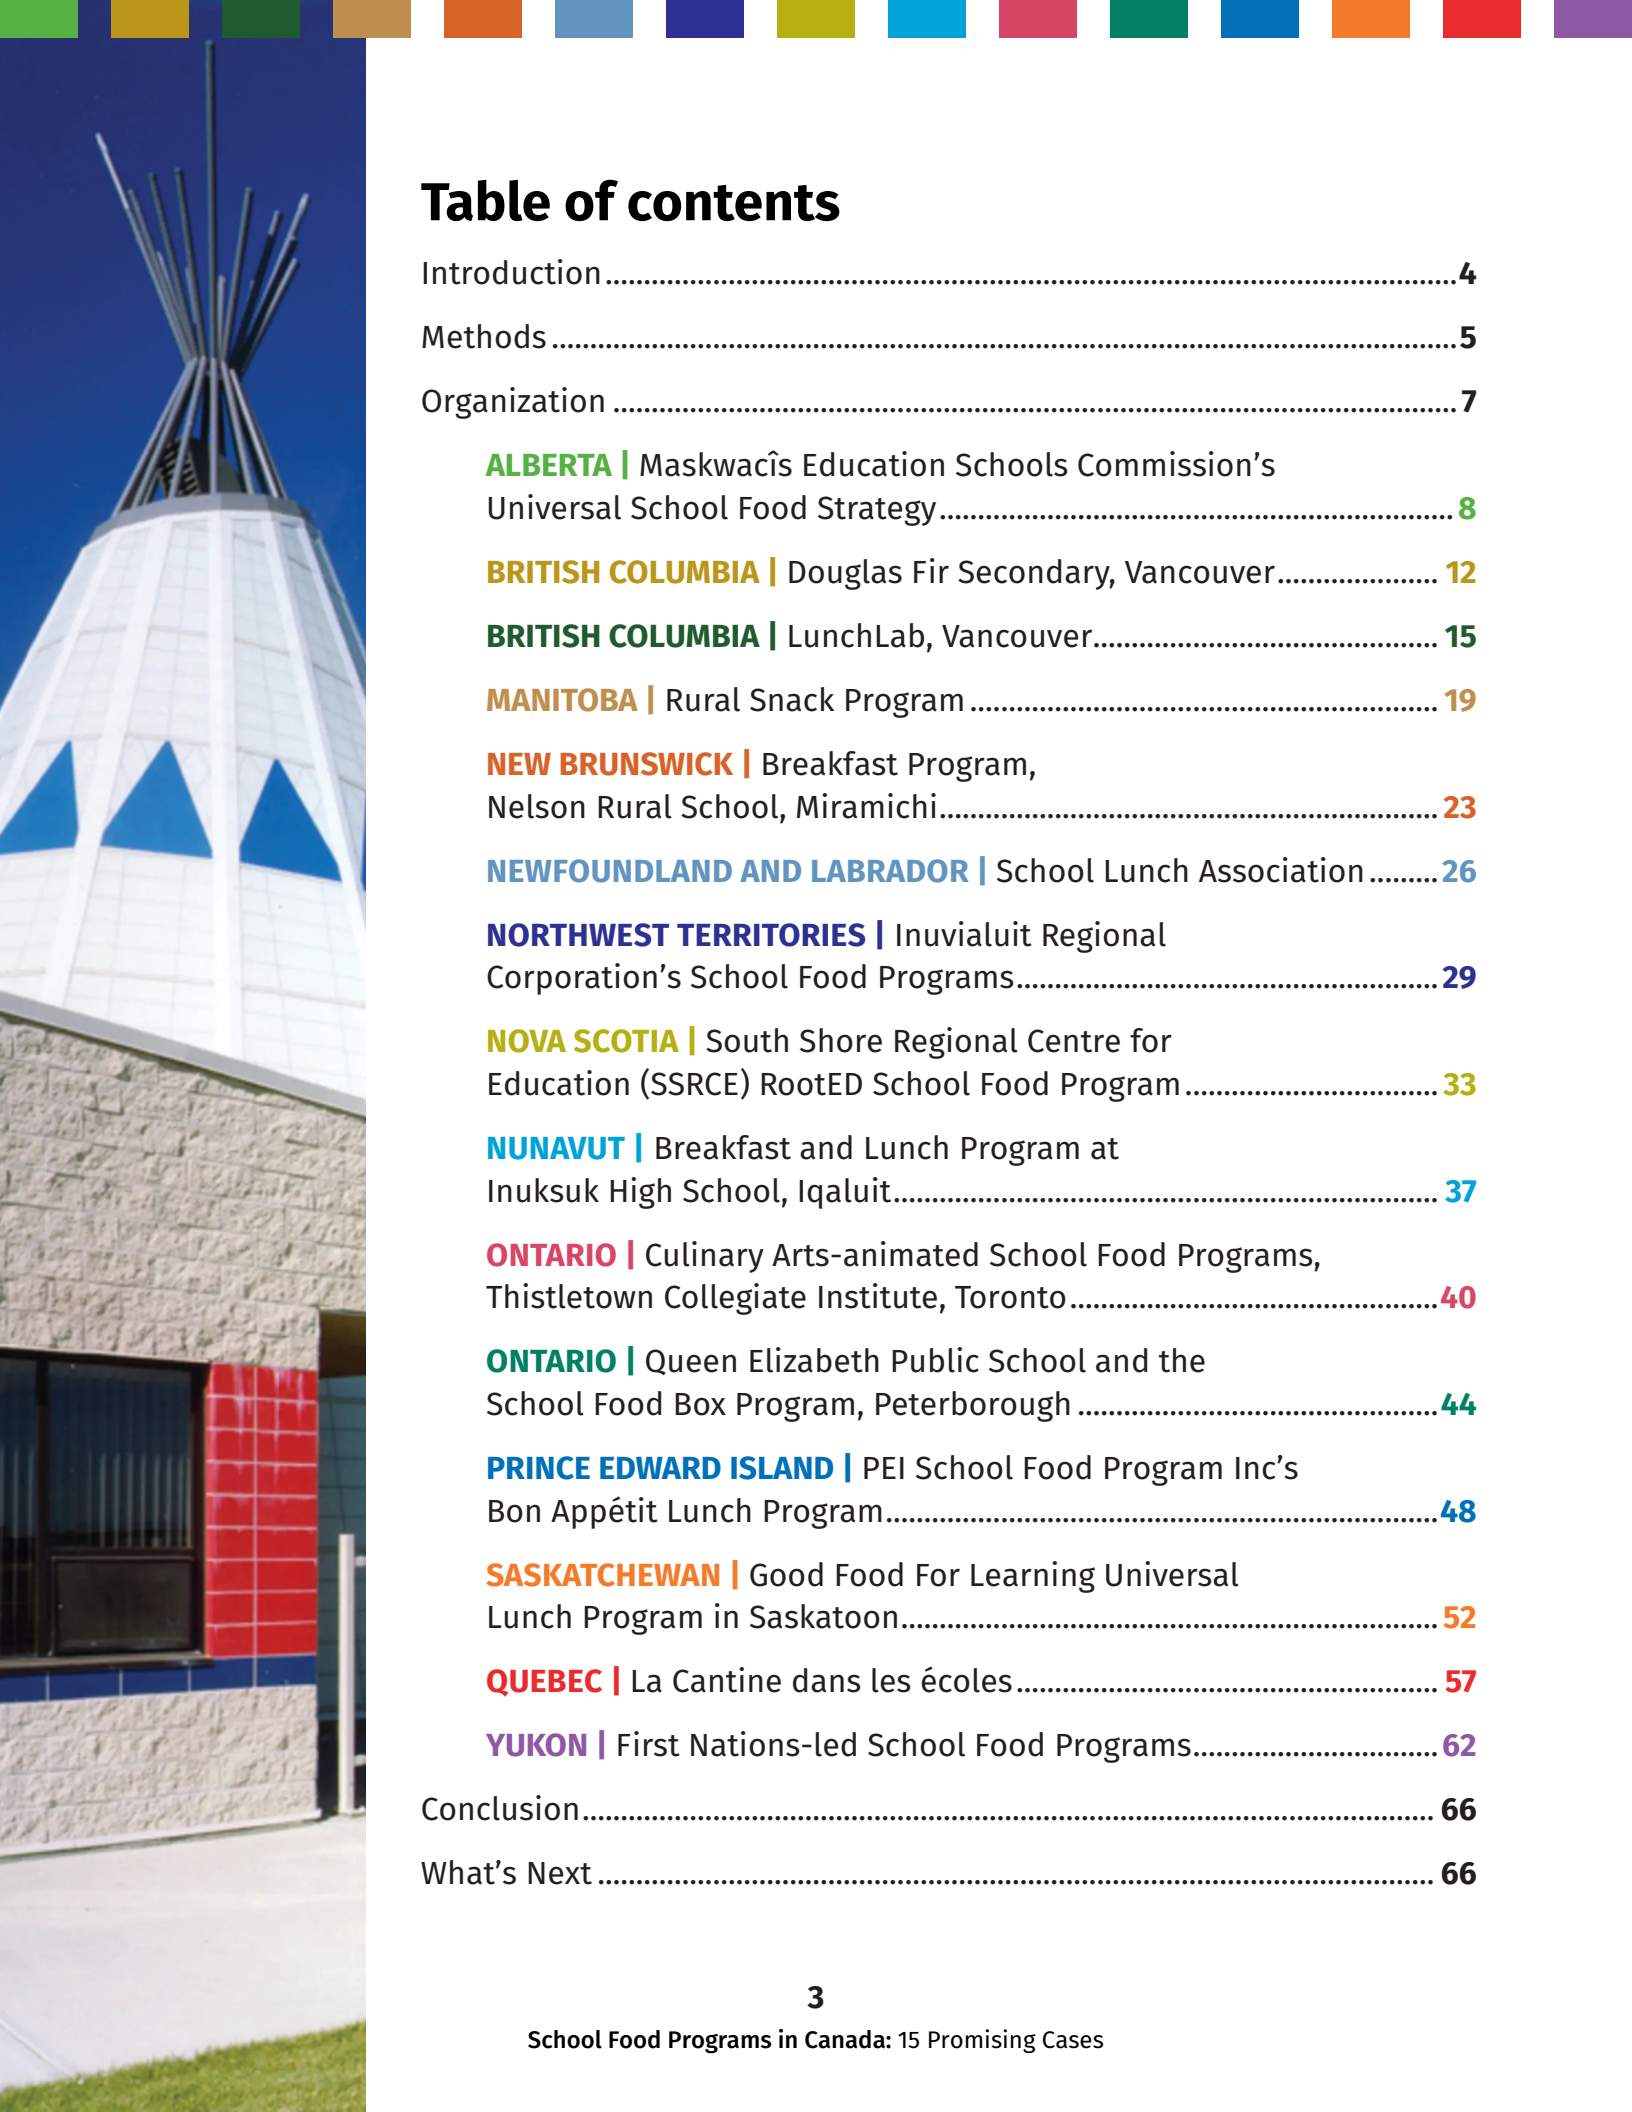 Table of contents
Introduction 4
Methods 5
Organization 7
ALBERTA | Maskwacîs Education Schools Commission’s
Universal School Food Strategy 8
BRITISH COLUMBIA | Douglas Fir Secondary, Vancouver 12
BRITISH COLUMBIA | LunchLab, Vancouver 15
MANITOBA | Rural Snack Program 19
NEW BRUNSWICK | Breakfast Program,
Nelson Rural School, Miramichi 23
NEWFOUNDLAND AND LABRADOR | School Lunch Association 26
NORTHWEST TERRITORIES | Inuvialuit Regional
Corporation’s School Food Programs 29
NOVA SCOTIA | South Shore Regional Centre for
Education (SSRCE) RootED School Food Program 33
NUNAVUT | Breakfast and Lunch Program at
Inuksuk High School, Iqaluit 37
ONTARIO | Culinary Arts-animated School Food Programs,
Thistletown Collegiate Institute, Toronto 40
ONTARIO | Queen Elizabeth Public School and the
School Food Box Program, Peterborough 44
PRINCE EDWARD ISLAND | PEI School Food Program Inc’s
Bon Appétit Lunch Program 48
SASKATCHEWAN | Good Food For Learning Universal
Lunch Program in Saskatoon 52
QUEBEC | La Cantine dans les écoles 57
YUKON | First Nations-led School Food Programs 62
Conclusion 66
What’s Next 66
3
School Food Programs in Canada: 15 Promising Cases